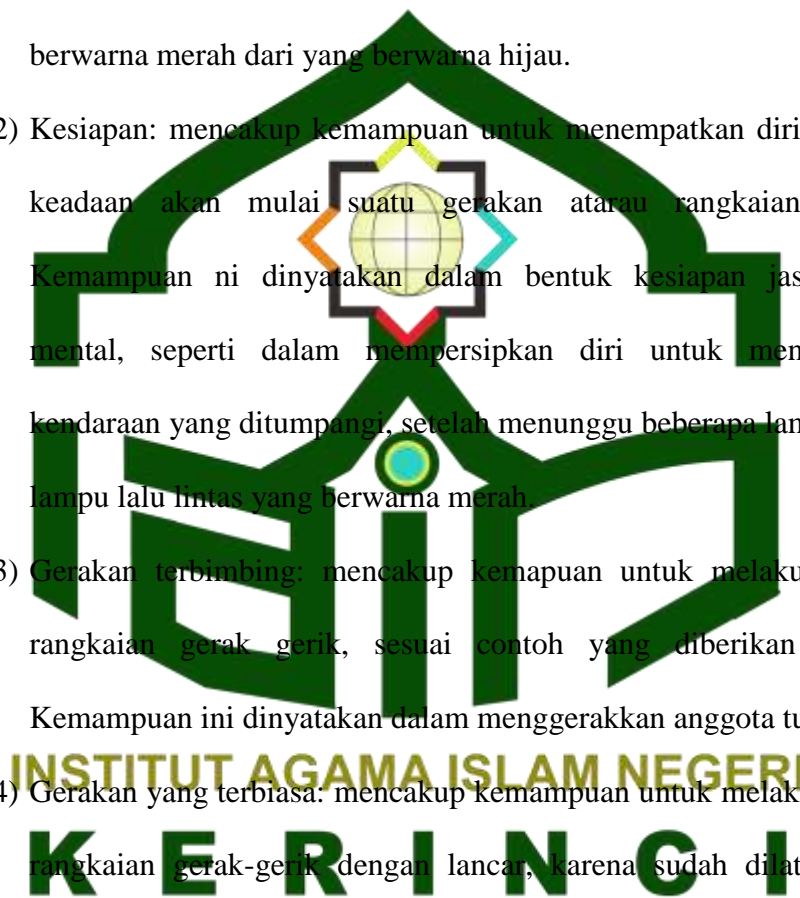 berwarna merah dari yang berwarna hijau.
2) Kesiapan: mencakup kemampuan untuk menempatkan diri
keadaan akan mulai suatu gerakan atarau rangkaian
Kemampuan ni dinyatakan dalam bentuk kesiapan jas
mental, seperti dalam mempersipkan diri untuk men
kendaraan yang ditumpangi, setelah menunggu beberapa lam
lampu lalu lintas yang berwarna merah.
3) Gerakan terbimbing: mencakup kemapuan untuk melaku
rangkaian gerak gerik, sesuai contoh yang diberikan
Kemampuan ini dinyatakan dalam menggerakkan anggota tu
INSTITUT AGAMA ISLAM NEGERI
4) Gerakan yang terbiasa: mencakup kemampuan untuk melak
KERINCI
rangkaian gerak-gerik dengan lancar, karena sudah dilat